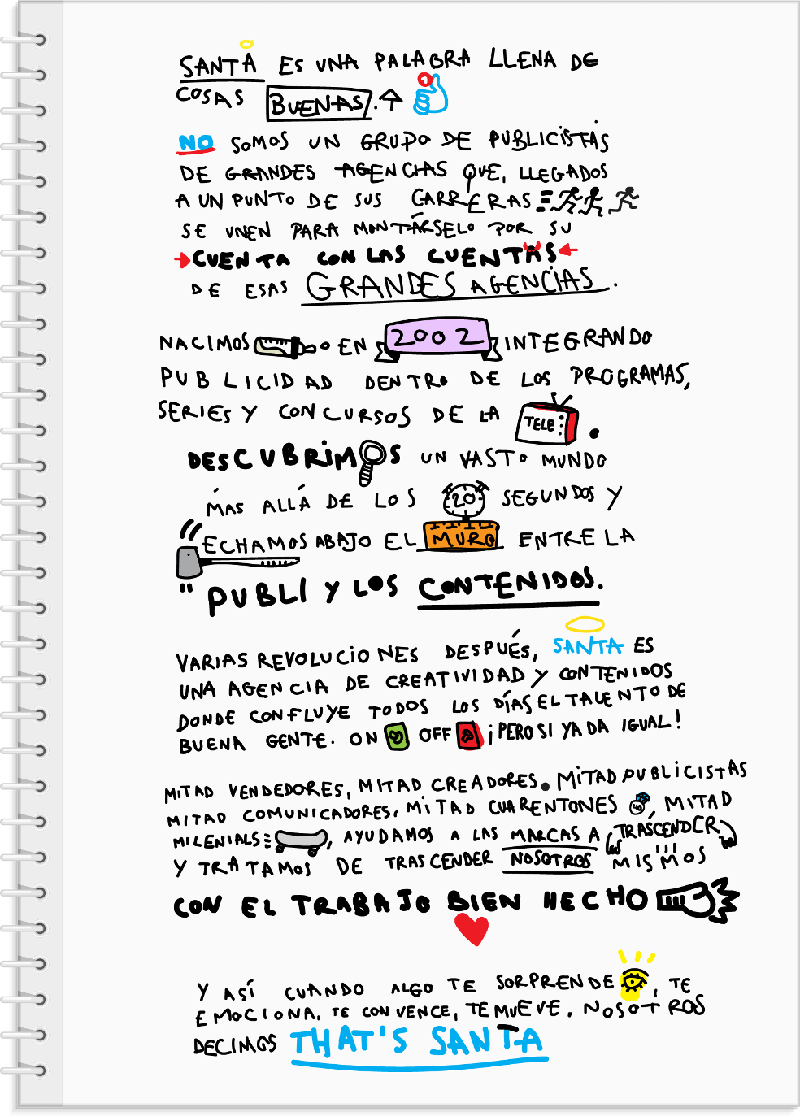 SANTA ES UNA PALABRA LLENA DE
COSAS BUENAS. 1
NO SOMOS UN GRUPO DE PUBLICISTAS
DE GRANDES AGENCIAS QUE, LLEGADOS
A UN PUNTO DE SUS CARRERAS
SE UNEN PARA MONTÁRSELO POR SU
CUENTA CON LAS CUENTAS
DE ESAS GRANDES AGENCIAS.
NACIMOS EN 2002 INTEGRANDO
PUBLICIDAD DENTRO DE LOS PROGRAMAS,
SERIES Y CONCURSOS DE LA TELE.
DESCUBRIMOS UN VASTO MUNDO
MAS ALLÁ DE LOS 20 SEGUNDOS Y
ECHAMOS ABAJO EL MURO ENTRE LA
" PUBLI Y LOS CONTENIDOS.
VARIAS REVOLUCIONES DESPUÉS, SANTA ES
UNA AGENCIA DE CREATIVIDAD Y CONTENIDOS
DONDE CONFLUYE TODOS LOS DÍAS EL TALENTO DE
BUENA GENTE. ON OFF ¡PERO SI YA DA IGUAL!
MITAD VENDEDORES, MITAD CREADORES. MITAD PUBLICISTAS
MITAD COMUNICADORES. MITAD CUARENTONES, MITAD
MILENIALS, AYUDAMOS A LAS MARCAS A TRASCENDER
Y TRATAMOS DE TRASCENDER NOSOTROS MISMOS
CON EL TRABAJO BIEN HECHO
Y ASÍ CUANDO ALGO TE SORPRENDE, TE
EMOCIONA, TE CONVENCE, TE MUEVE. NOSOTROS
DECIMOS THAT'S SANTA